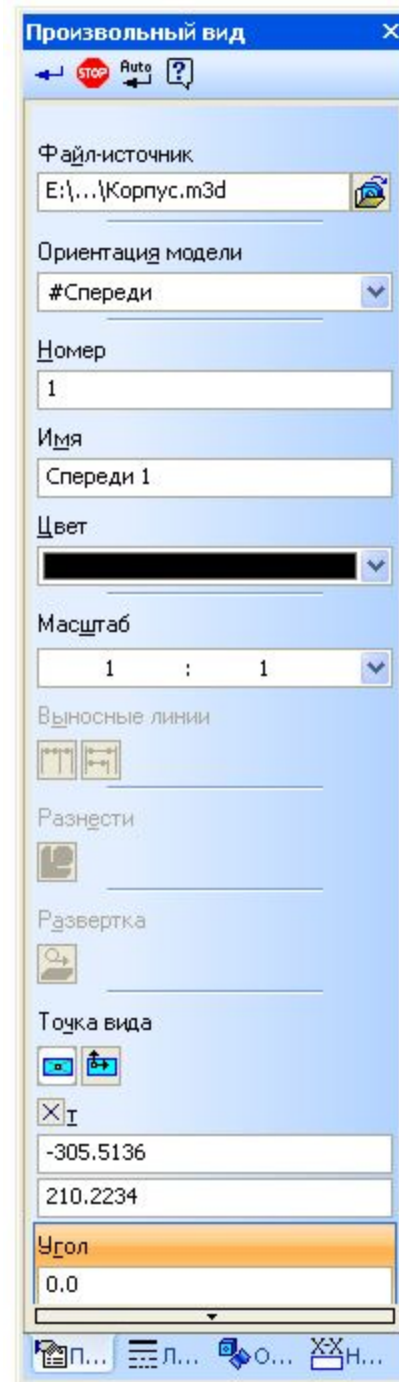 Произвольный вид
STOP Auto
Файл-источник
E:\...\Корпус.m3d
Ориентация модели
#Спереди
Номер
1
Имя
Спереди 1
Цвет
Масштаб
1 : 1
Выносные линии
Разнести
Развертка
Точка вида
т
-305.5136
210.2234
Угол
0.0
П... Л... О... X-X Н...